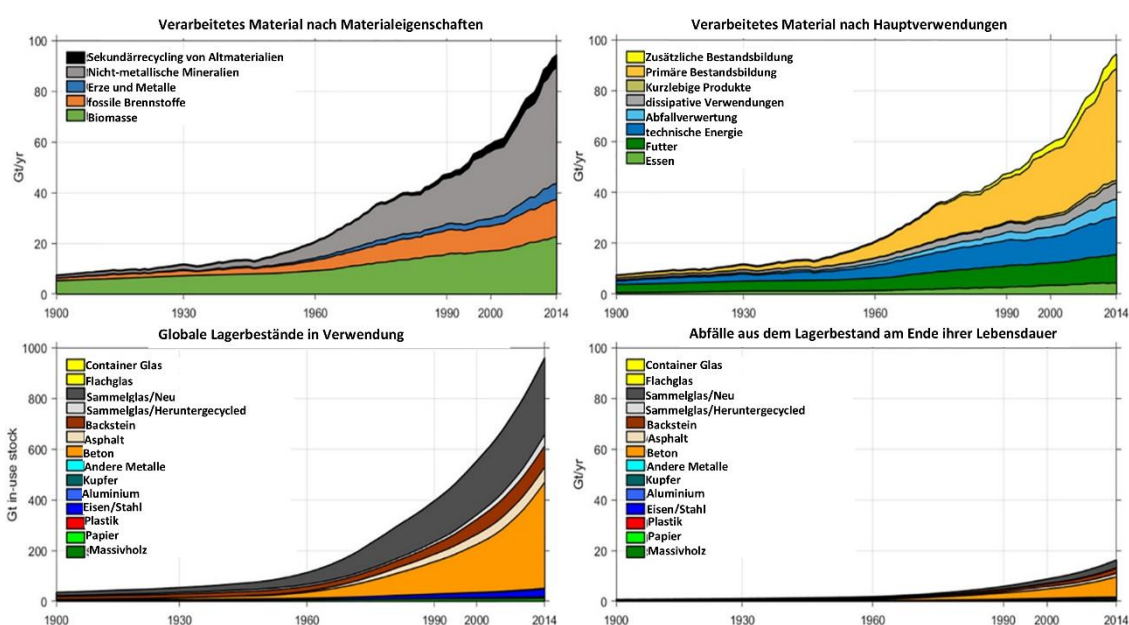 Verarbeitetes Material nach Materialeigenschaften
100
80
60
40
20
0
Gt/yr
Sekundärrecycling von Altmaterialien
Nicht-metallische Mineralien
Erze und Metalle
fossile Brennstoffe
Biomasse
1900 1930 1960 1990 2000 2014
Verarbeitetes Material nach Hauptverwendungen
100
80
60
40
20
0
Gt/yr
Zusätzliche Bestandsbildung
Primäre Bestandsbildung
Kurzlebige Produkte
dissipative Verwendungen
Abfallverwertung
technische Energie
Futter
Essen
1900 1930 1960 1990 2000 2014
Globale Lagerbestände in Verwendung
1000
800
600
400
200
0
Gt in-use stock
Container Glas
Flachglas
Sammelglas/Neu
Sammelglas/Heruntergecycled
Backstein
Asphalt
Beton
Andere Metalle
Kupfer
Aluminium
Eisen/Stahl
Plastik
Papier
Massivholz
1900 1930 1960 1990 2000 2014
Abfälle aus dem Lagerbestand am Ende ihrer Lebensdauer
100
80
60
40
20
0
Gt/yr
Container Glas
Flachglas
Sammelglas/Neu
Sammelglas/Heruntergecycled
Backstein
Asphalt
Beton
Andere Metalle
Kupfer
Aluminium
Eisen/Stahl
Plastik
Papier
Massivholz
1900 1930 1960 1990 2000 2014